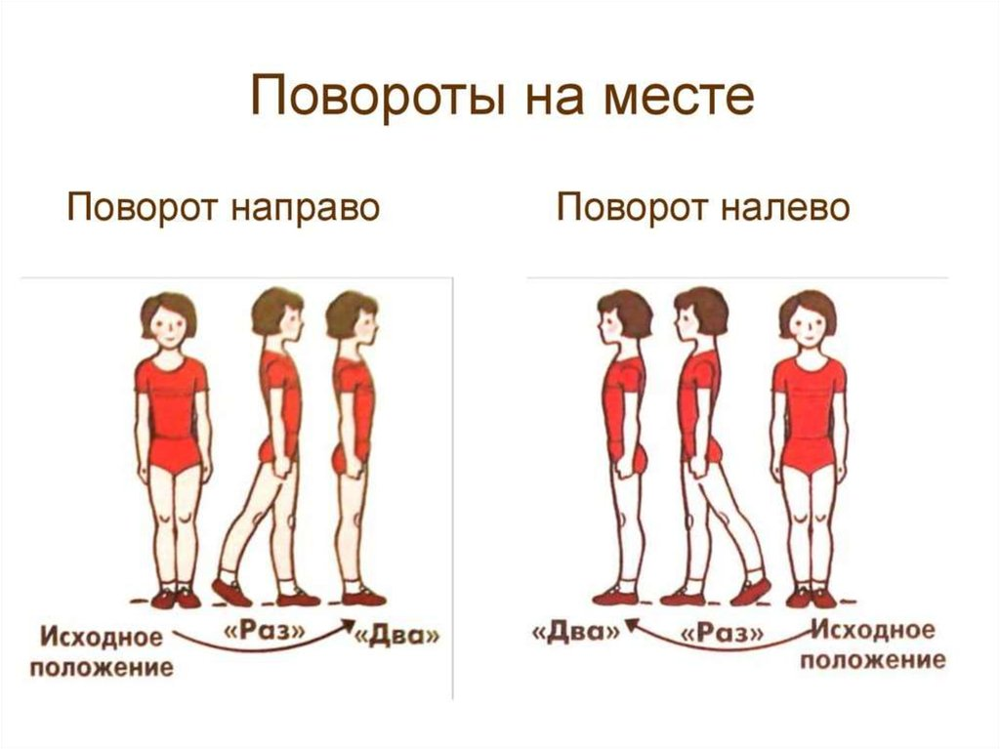 Повороты на месте
Поворот направо
Поворот налево
Исходное положение
«Раз»
«Два»
«Два»
«Раз»
Исходное положение